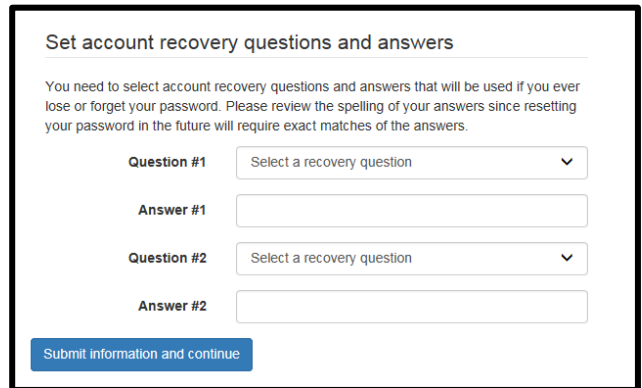 Set account recovery questions and answers
You need to select account recovery questions and answers that will be used if you ever
lose or forget your password. Please review the spelling of your answers since resetting
your password in the future will require exact matches of the answers.
Question #1 Select a recovery question
Answer #1
Question #2 Select a recovery question
Answer #2
Submit information and continue